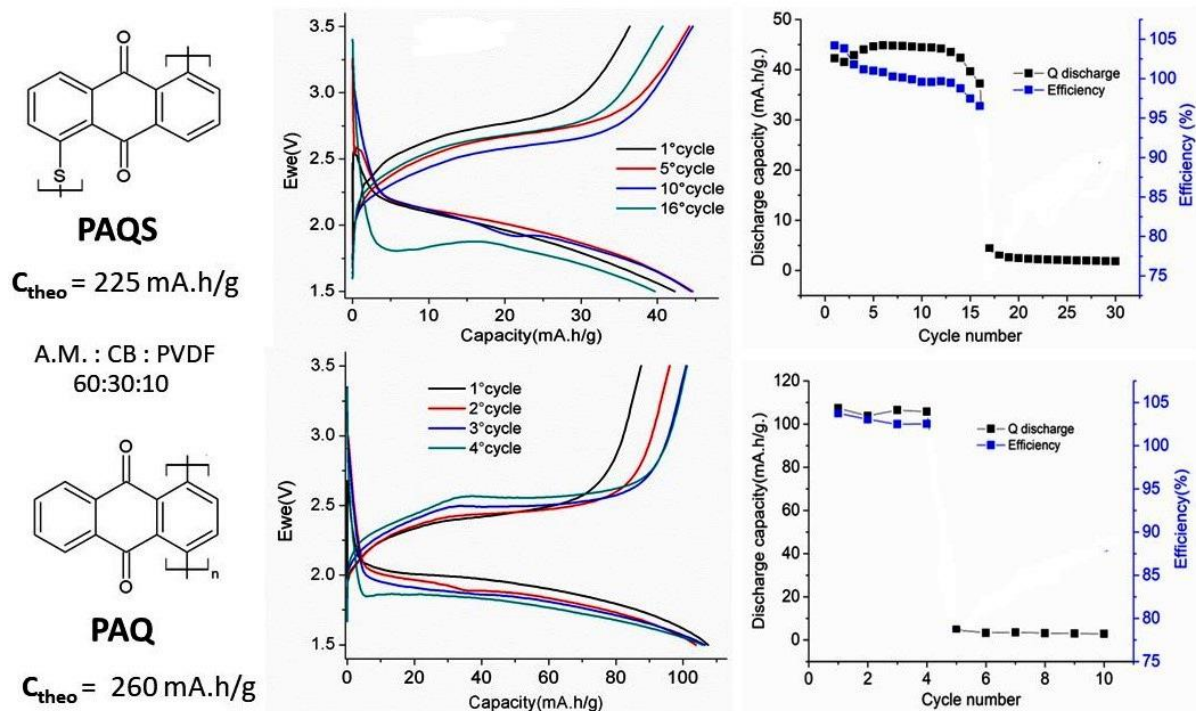 O
O
S
PAQS
Ctheo = 225 mA.h/g
A.M. : CB : PVDF
60:30:10
O
O
n
PAQ
Ctheo = 260 mA.h/g
3.5
3.0
2.5
2.0
1.5
Ewe(V)
1°cycle
5°cycle
10°cycle
16°cycle
0
10
20
30
40
Capacity(mA.h/g)
50
40
30
20
10
0
Discharge capacity (mA.h/g.)
Q discharge
Efficiency
105
100
95
90
85
80
75
Efficiency (%)
0
5
10
15
20
25
30
Cycle number
3.5
3.0
2.5
2.0
1.5
Ewe(V)
1°cycle
2°cycle
3°cycle
4°cycle
0
20
40
60
80
100
Capacity(mA.h/g)
120
100
80
60
40
20
0
Discharge capacity(mA.h/g.)
Q discharge
Efficiency
105
100
95
90
85
80
75
Efficiency(%)
0
2
4
6
8
10
Cycle number